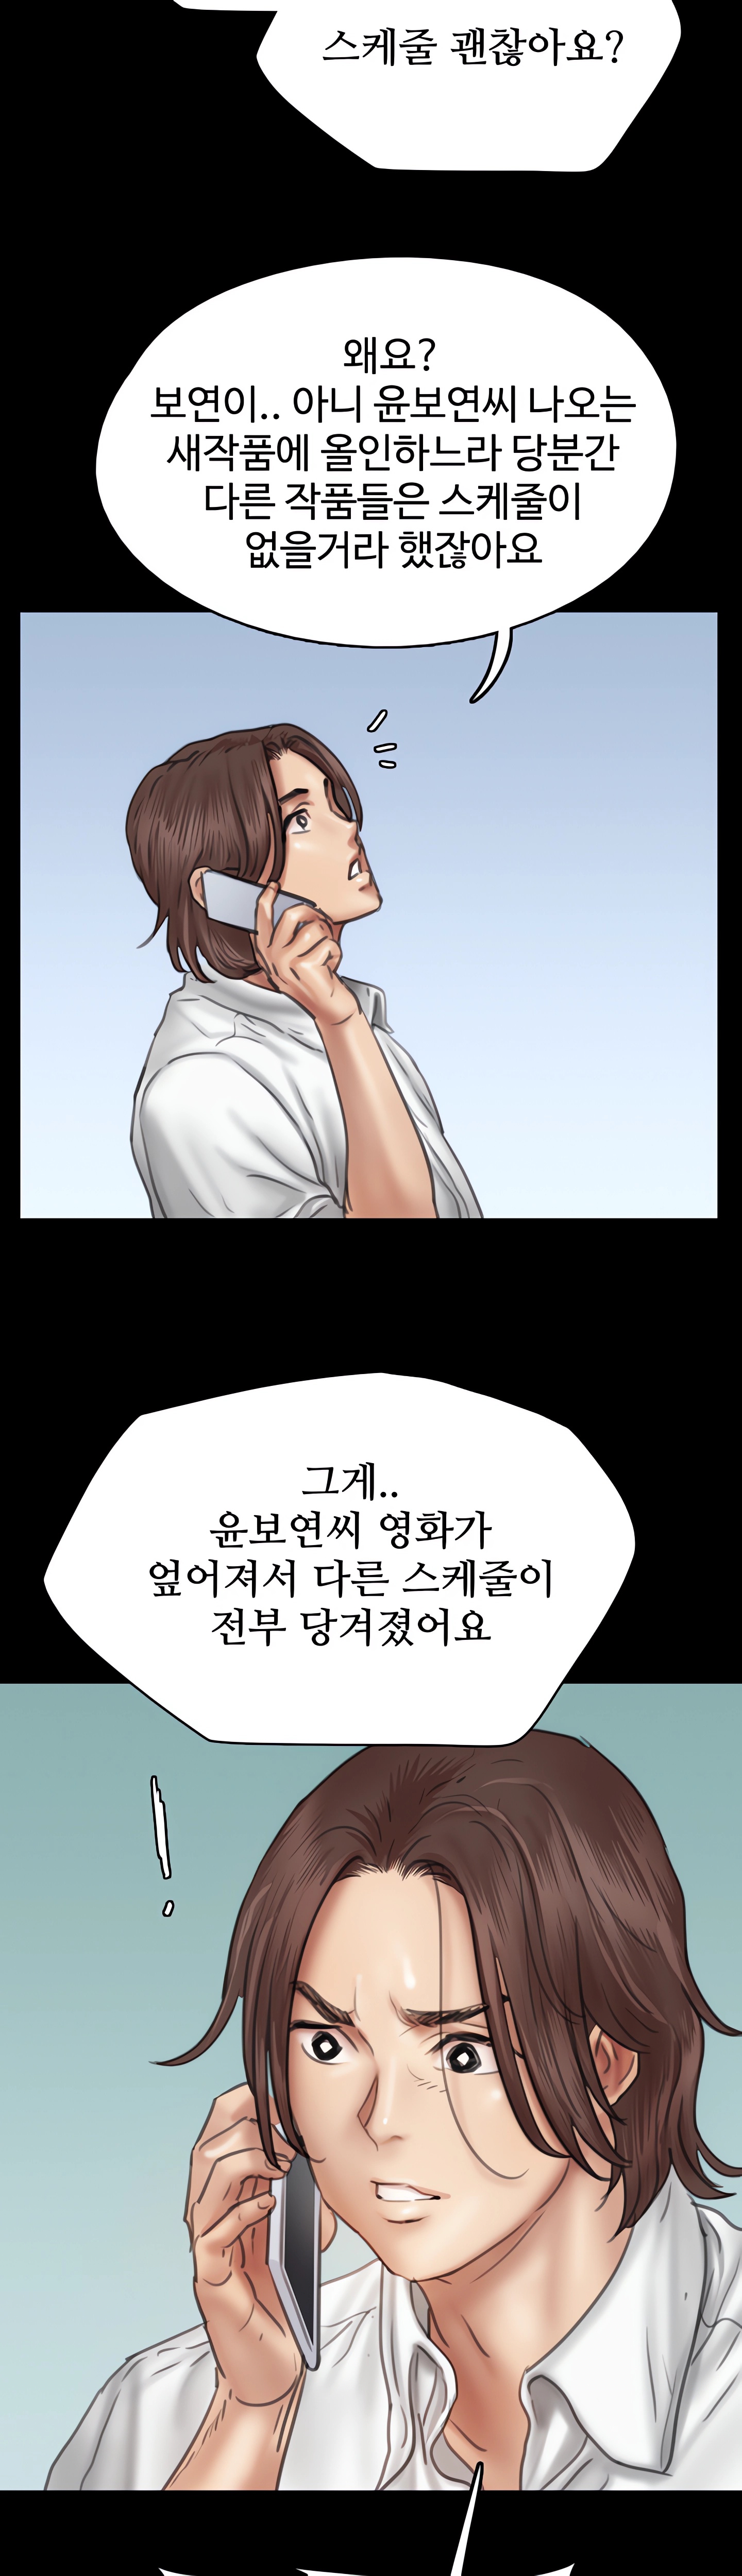 스케줄 괜찮아요?
왜요?
보연이.. 아니 윤보연씨 나오는
새작품에 올인하느라 당분간
다른 작품들은 스케줄이
없을거라 했잖아요
그게..
윤보연씨 영화가
엎어져서 다른 스케줄이
전부 당겨졌어요